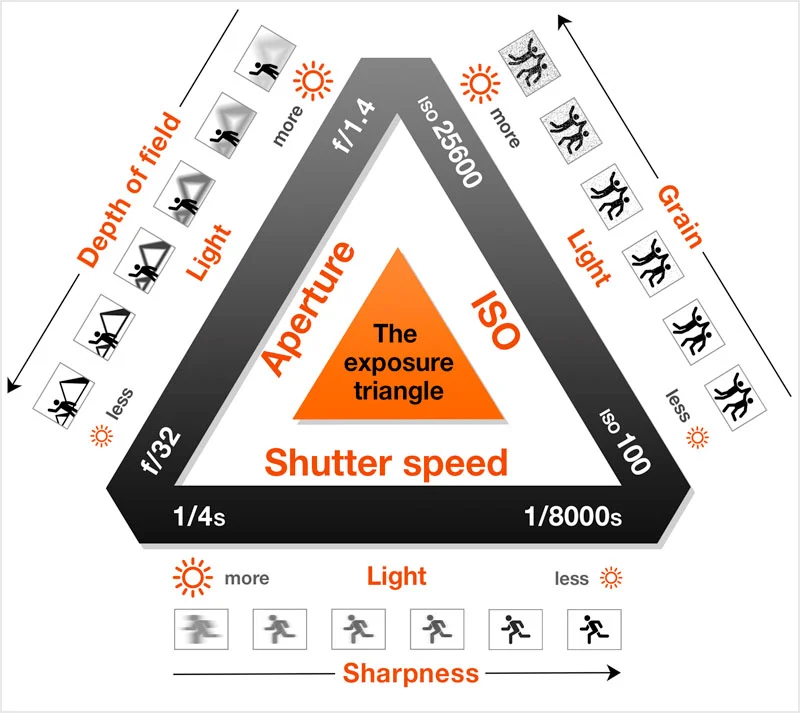 Depth of field
more
Light
less
f/1.4
Aperture
f/32
ISO 25600
ISO
ISO 100
more
Light
less
Grain
The
exposure
triangle
Shutter speed
1/4s
1/8000s
more
Light
less
Sharpness